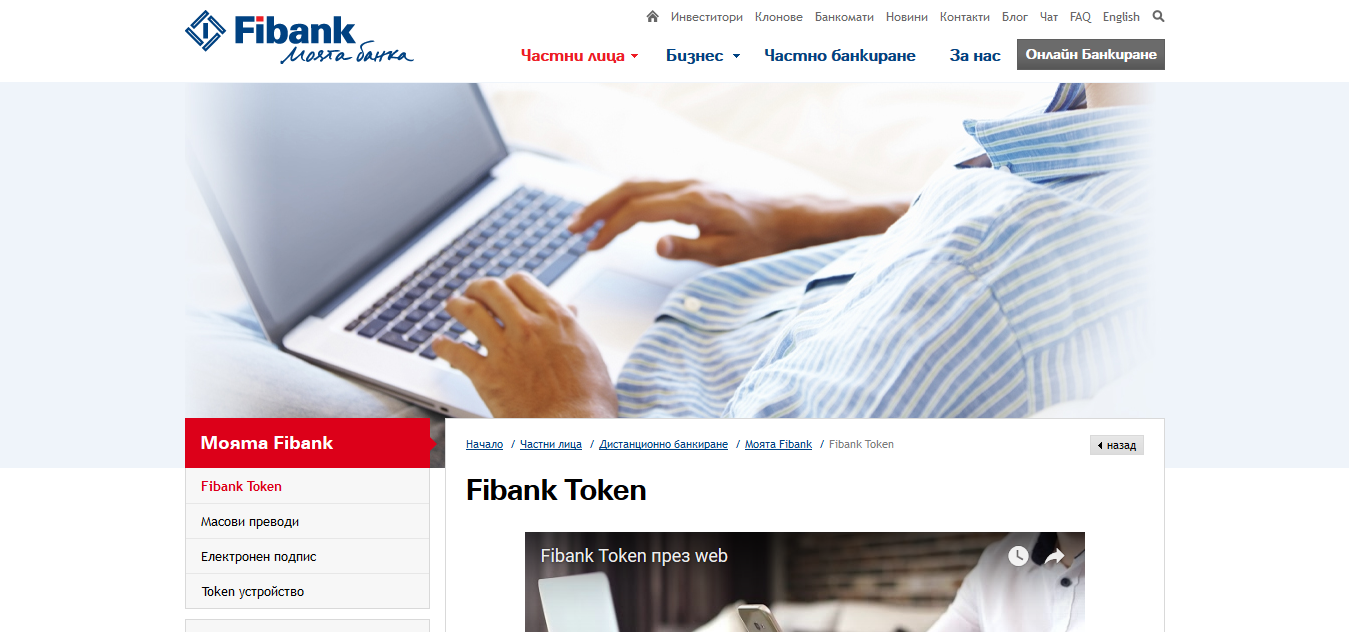 Fibank
Моята банка
Инвеститори Клонове Банкомати Новини Контакти Блог Чат FAQ English
Частни лица Бизнес Частно банкиране За нас Онлайн Банкиране
Моята Fibank
Fibank Token
Масови преводи
Електронен подпис
Token устройство
Начало / Частни лица / Дистанционно банкиране / Моята Fibank / Fibank Token
назад
Fibank Token
Fibank Token през web